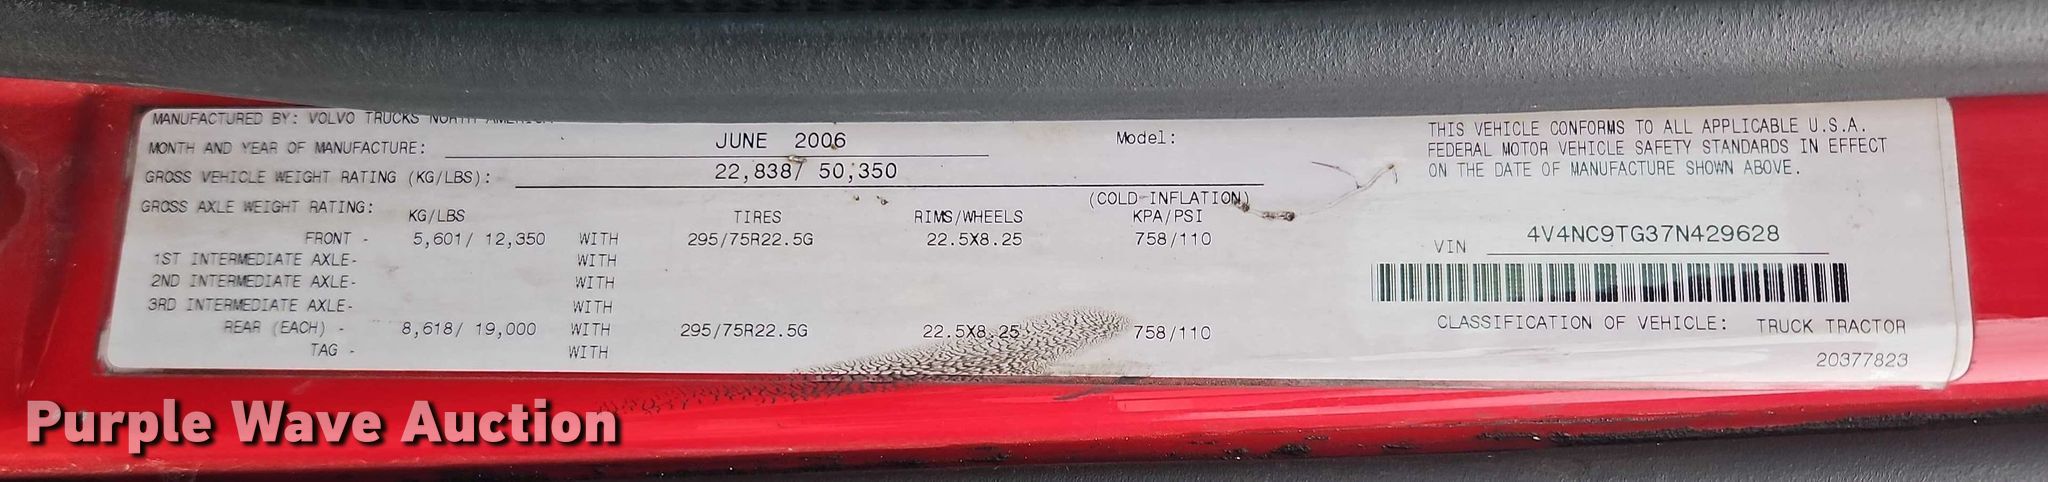 MANUFACTURED BY: VOLVO TRUCKS NORTH AMERICA
MONTH AND YEAR OF MANUFACTURE: JUNE 2006 Model:
GROSS VEHICLE WEIGHT RATING (KG/LBS): 22,838/ 50,350
GROSS AXLE WEIGHT RATING: KG/LBS TIRES RIMS/WHEELS (COLD-INFLATION) KPA/PSI
FRONT - 5,601/ 12,350 WITH 295/75R22.5G 22.5X8.25 758/110
1ST INTERMEDIATE AXLE- WITH
2ND INTERMEDIATE AXLE- WITH
3RD INTERMEDIATE AXLE- WITH
REAR (EACH) - 8,618/ 19,000 WITH 295/75R22.5G 22.5X8.25 758/110
TAG - WITH
THIS VEHICLE CONFORMS TO ALL APPLICABLE U.S.A.
FEDERAL MOTOR VEHICLE SAFETY STANDARDS IN EFFECT
ON THE DATE OF MANUFACTURE SHOWN ABOVE.
VIN 4V4NC9TG37N429628
CLASSIFICATION OF VEHICLE: TRUCK TRACTOR
20377823
Purple Wave Auction